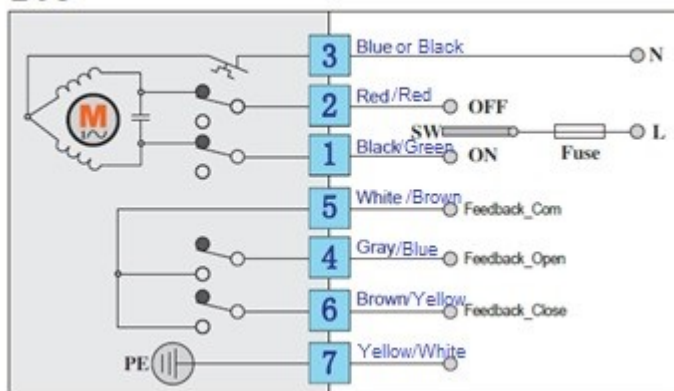 3 Blue or Black N
2 Red/Red OFF
SW Fuse L
1 Black/Green ON
5 White /Brown Feedback_Com
4 Gray/Blue Feedback_Open
6 Brown/Yellow Feedback_Close
7 Yellow/White
M
PE